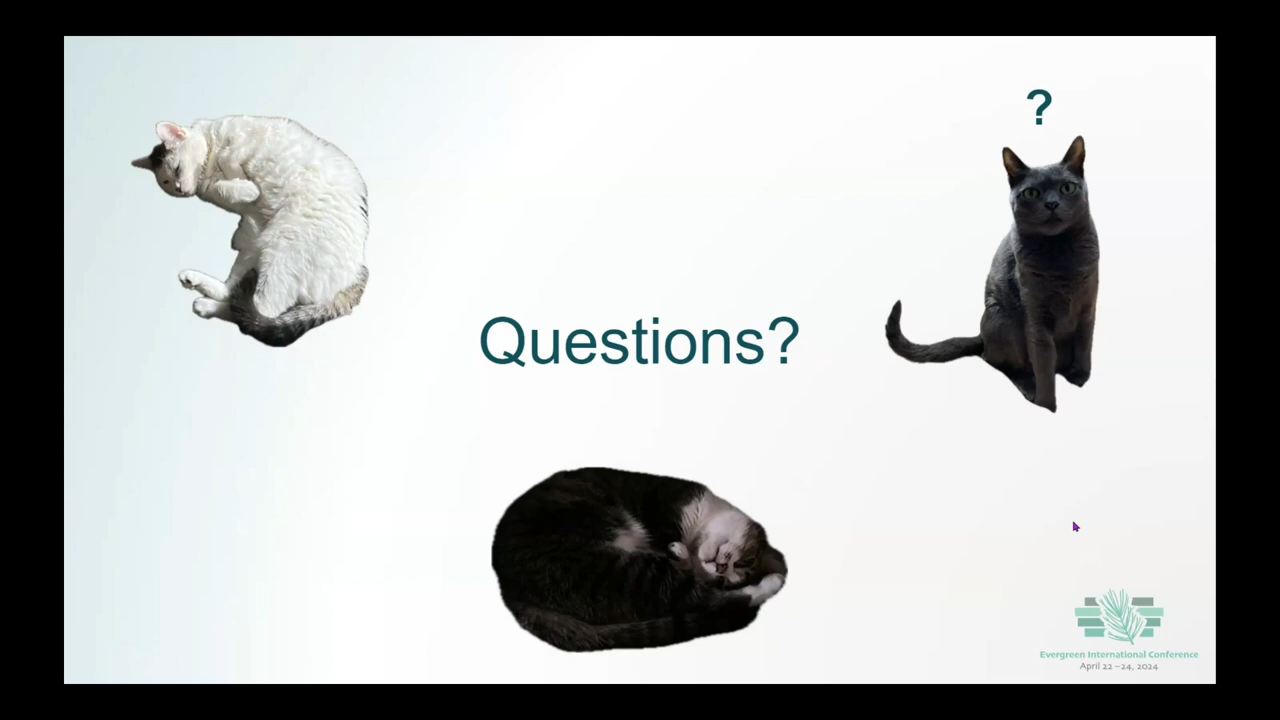 ?
Questions?
Evergreen International Conference
April 22 –24, 2024